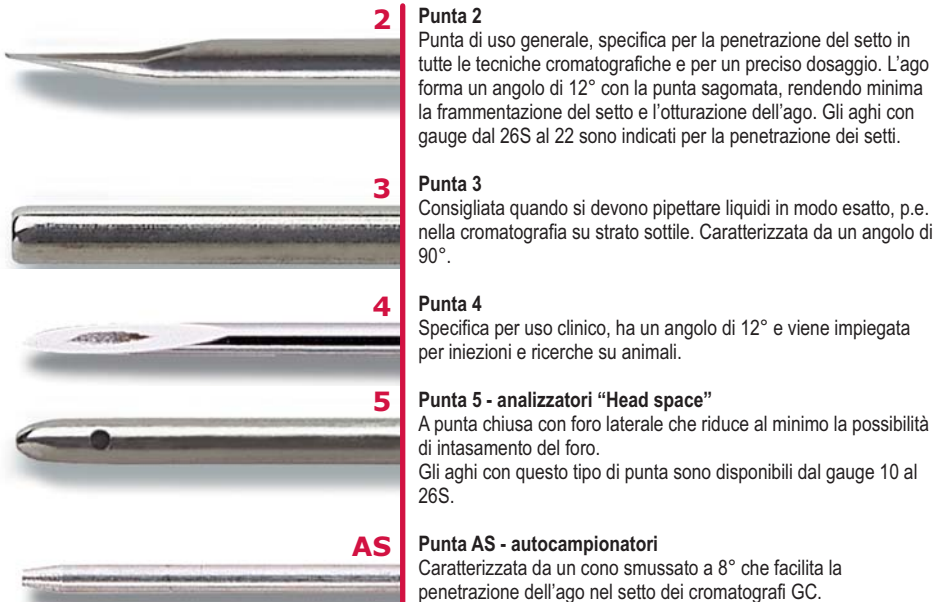 2
Punta 2
Punta di uso generale, specifica per la penetrazione del setto in
tutte le tecniche cromatografiche e per un preciso dosaggio. L’ago
forma un angolo di 12° con la punta sagomata, rendendo minima
la frammentazione del setto e l’otturazione dell’ago. Gli aghi con
gauge dal 26S al 22 sono indicati per la penetrazione dei setti.
3
Punta 3
Consigliata quando si devono pipettare liquidi in modo esatto, p.e.
nella cromatografia su strato sottile. Caratterizzata da un angolo di
90°.
4
Punta 4
Specifica per uso clinico, ha un angolo di 12° e viene impiegata
per iniezioni e ricerche su animali.
5
Punta 5 - analizzatori “Head space”
A punta chiusa con foro laterale che riduce al minimo la possibilità
di intasamento del foro.
Gli aghi con questo tipo di punta sono disponibili dal gauge 10 al
26S.
AS
Punta AS - autocampionatori
Caratterizzata da un cono smussato a 8° che facilita la
penetrazione dell’ago nel setto dei cromatografi GC.